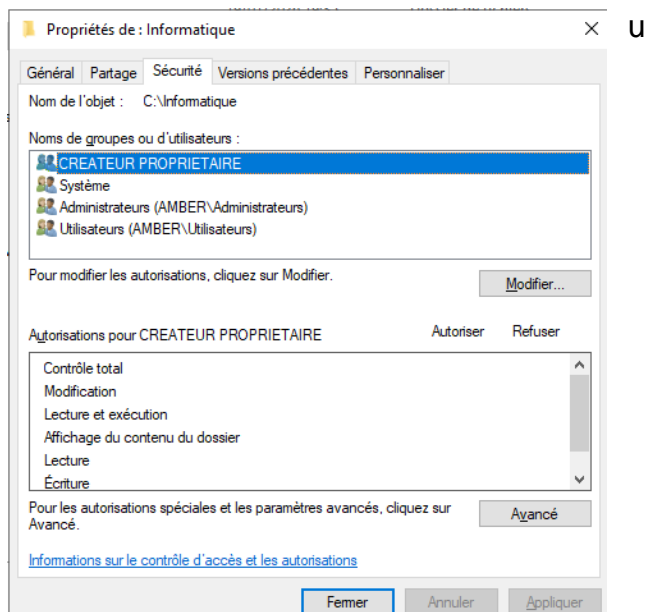 Propriétés de : Informatique
u
Général Partage Sécurité Versions précédentes Personnaliser
Nom de l'objet : C:\Informatique
Noms de groupes ou d'utilisateurs :
CREATEUR PROPRIETAIRE
Système
Administrateurs (AMBER\Administrateurs)
Utilisateurs (AMBER\Utilisateurs)
Pour modifier les autorisations, cliquez sur Modifier.
Modifier...
Autorisations pour CREATEUR PROPRIETAIRE Autoriser Refuser
Contrôle total
Modification
Lecture et exécution
Affichage du contenu du dossier
Lecture
Écriture
Pour les autorisations spéciales et les paramètres avancés, cliquez sur
Avancé.
Avancé
Informations sur le contrôle d'accès et les autorisations
Fermer Annuler Appliquer